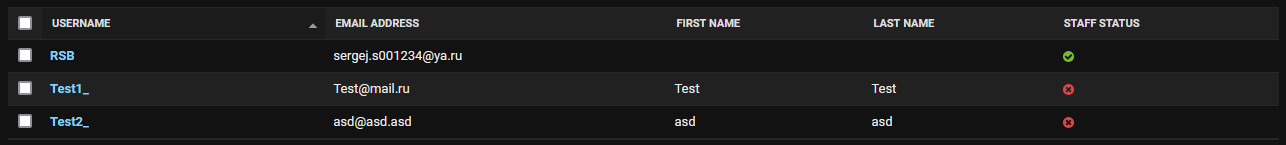 USERNAME EMAIL ADDRESS FIRST NAME LAST NAME STAFF STATUS
RSB sergej.s001234@ya.ru
Test1_ Test@mail.ru Test Test
Test2_ asd@asd.asd asd asd